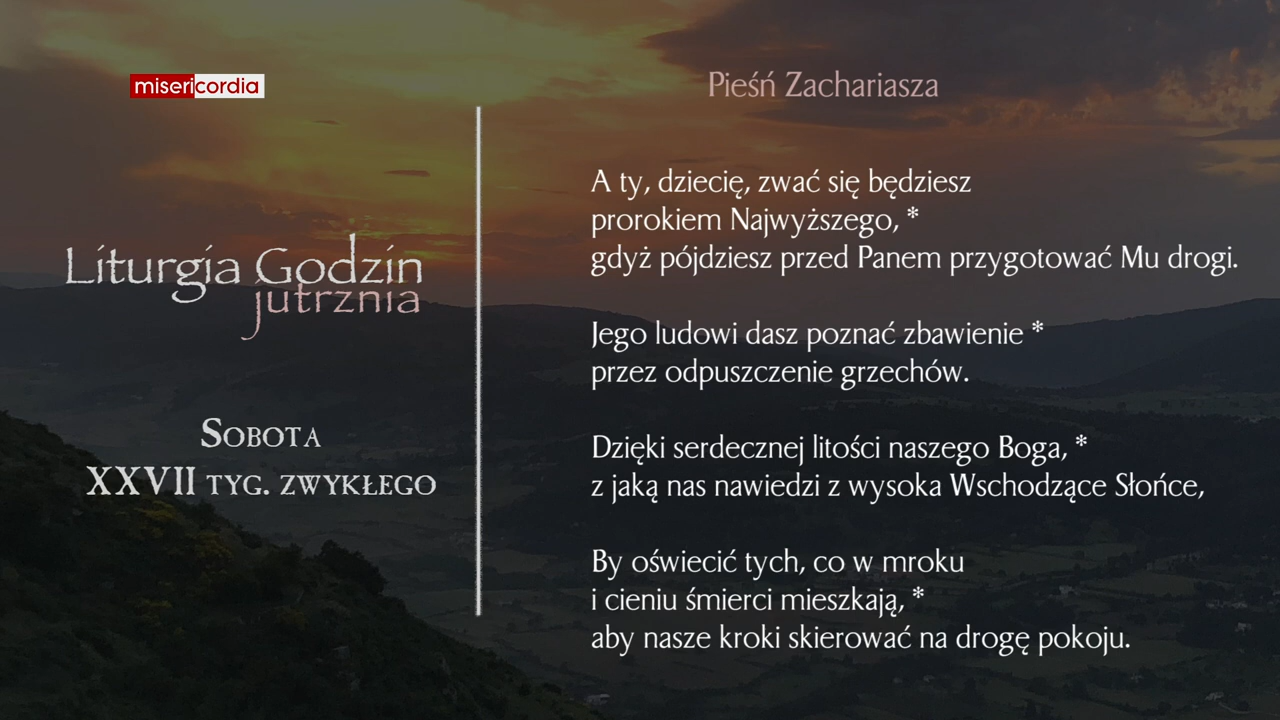 misericordia
Liturgia Godzin
jutrznia
Sobota
XXVII tyg. zwykłego
Pieśń Zachariasza
A ty, dziecię, zwać się będziesz
prorokiem Najwyższego, *
gdyż pójdziesz przed Panem przygotować Mu drogi.
Jego ludowi dasz poznać zbawienie *
przez odpuszczenie grzechów.
Dzięki serdecznej litości naszego Boga, *
z jaką nas nawiedzi z wysoka Wschodzące Słońce,
By oświecić tych, co w mroku
i cieniu śmierci mieszkają, *
aby nasze kroki skierować na drogę pokoju.